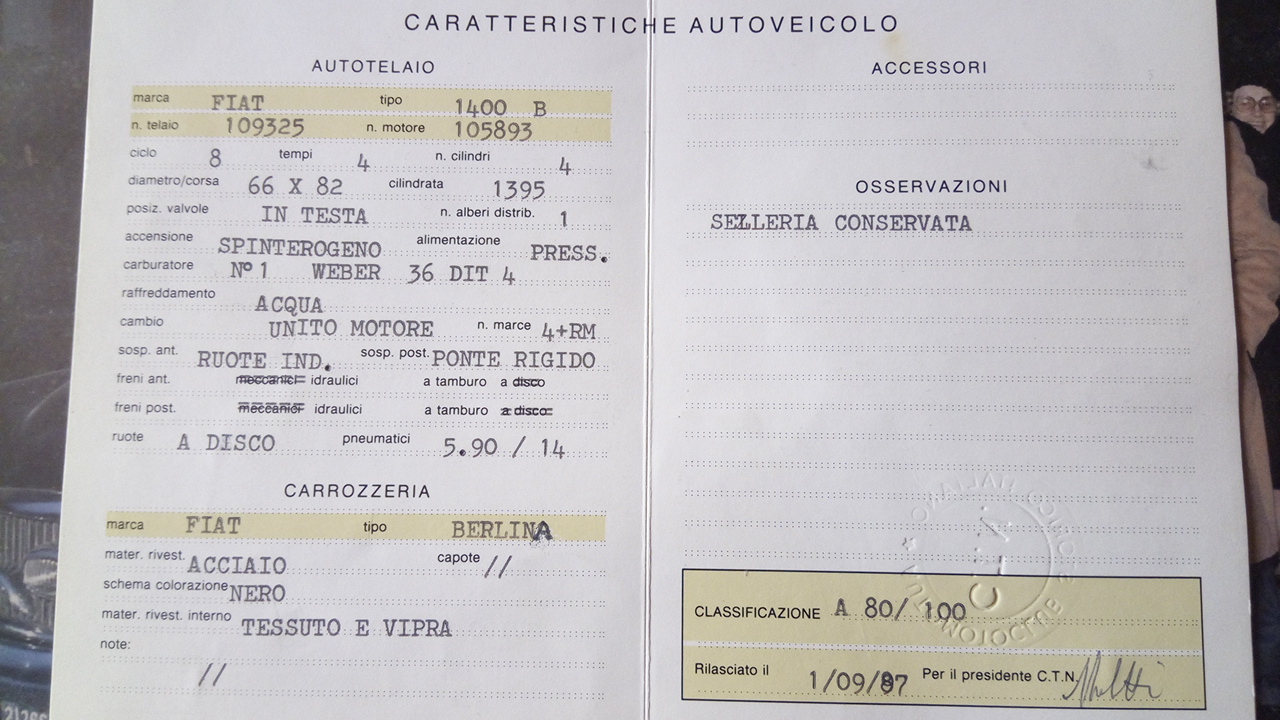 CARATTERISTICHE AUTOVEICOLO
AUTOTELAIO
marca FIAT tipo 1400 B
n. telaio 109325 n. motore 105893
ciclo 8 tempi 4 n. cilindri 4
diametro/corsa 66 X 82 cilindrata 1395
posiz. valvole IN TESTA n. alberi distrib. 1
accensione SPINTEROGENO alimentazione PRESS.
carburatore Nº 1 WEBER 36 DIT 4
raffreddamento ACQUA
cambio UNITO MOTORE n. marce 4+RM
sosp. ant. RUOTE IND. sosp. post. PONTE RIGIDO
freni ant. meccanici idraulici a tamburo a disco
freni post. meccanici idraulici a tamburo a disco
ruote A DISCO pneumatici 5.90 / 14
CARROZZERIA
marca FIAT tipo BERLINA
mater. rivest. ACCIAIO capote //
schema colorazione NERO
mater. rivest. interno TESSUTO E VIPRA
note:
//
ACCESSORI
OSSERVAZIONI
SELLERIA CONSERVATA
CLASSIFICAZIONE A 80/ 100
Rilasciato il 1/09/87 Per il presidente C.T.N.